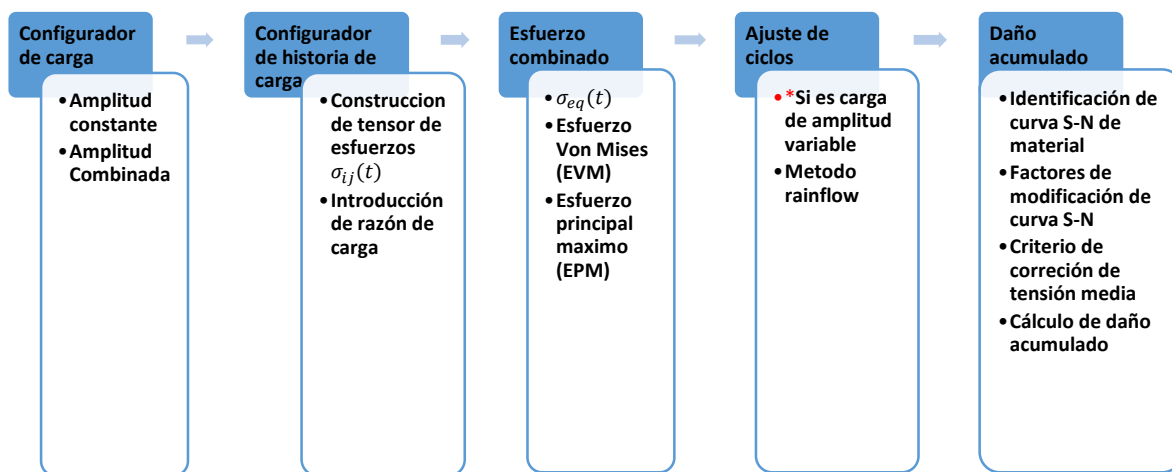 Configurador
de carga
• Amplitud
constante
• Amplitud
Combinada
Configurador
de historia de
carga
• Construccion
de tensor de
esfuerzos
σij(t)
• Introducción
de razón de
carga
Esfuerzo
combinado
• σeq(t)
• Esfuerzo
Von Mises
(EVM)
• Esfuerzo
principal
maximo
(EPM)
Ajuste de
ciclos
• *Si es carga
de amplitud
variable
• Metodo
rainflow
Daño
acumulado
• Identificación de
curva S-N de
material
• Factores de
modificación de
curva S-N
• Criterio de
correción de
tensión media
• Cálculo de daño
acumulado